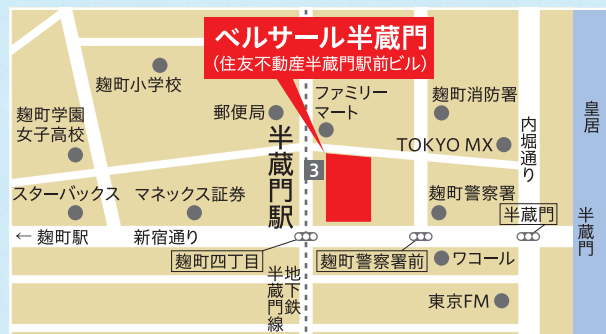 ベルサール半蔵門
(住友不動産半蔵門駅前ビル)
麹町小学校
郵便局
ファミリー
マート
麹町消防署
麹町学園
女子高校
TOKYO MX
内堀通り
皇居
半蔵門駅
3
スターバックス
マネックス証券
麹町警察署
半蔵門
半蔵門
← 麹町駅
新宿通り
麹町四丁目
麹町警察署前
ワコール
地下鉄
半蔵門線
東京FM